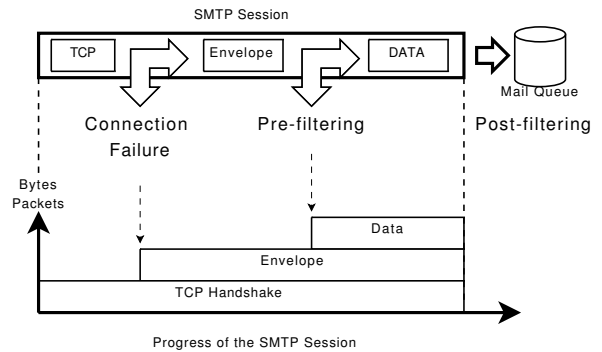 SMTP Session
TCP
Envelope
DATA
Mail Queue
Connection
Failure
Pre-filtering
Post-filtering
Bytes
Packets
Data
Envelope
TCP Handshake
Progress of the SMTP Session